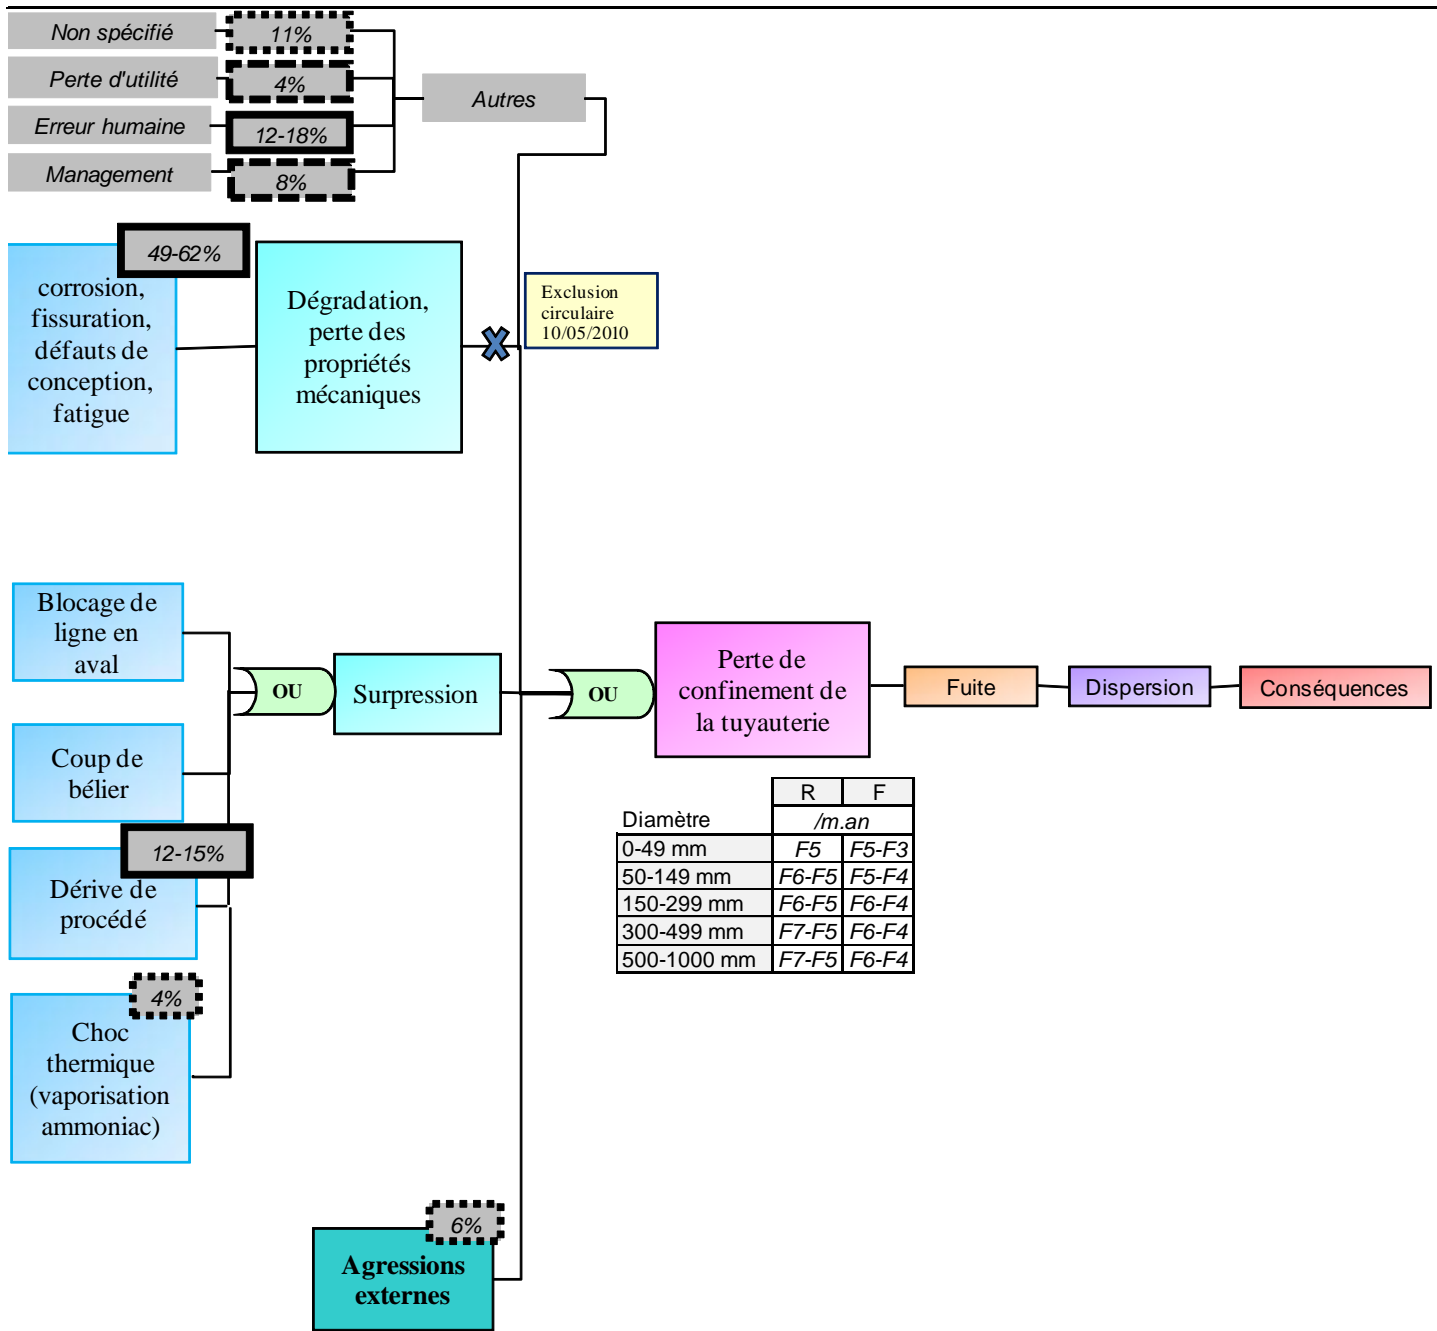 Non spécifié
11%
Perte d'utilité
4%
Autres
Erreur humaine
12-18%
Management
8%
49-62%
corrosion,
fissuration,
défauts de
conception,
fatigue
Dégradation,
perte des
propriétés
mécaniques
Exclusion
circulaire
10/05/2010
Blocage de
ligne en
aval
Coup de
bélier
12-15%
Dérive de
procédé
4%
Choc
thermique
(vaporisation
ammoniac)
OU
Surpression
OU
Perte de
confinement de
la tuyauterie
Fuite
Dispersion
Conséquences
R F
Diamètre /m.an
0-49 mm F5 F5-F3
50-149 mm F6-F5 F5-F4
150-299 mm F6-F5 F6-F4
300-499 mm F7-F5 F6-F4
500-1000 mm F7-F5 F6-F4
6%
Agressions
externes